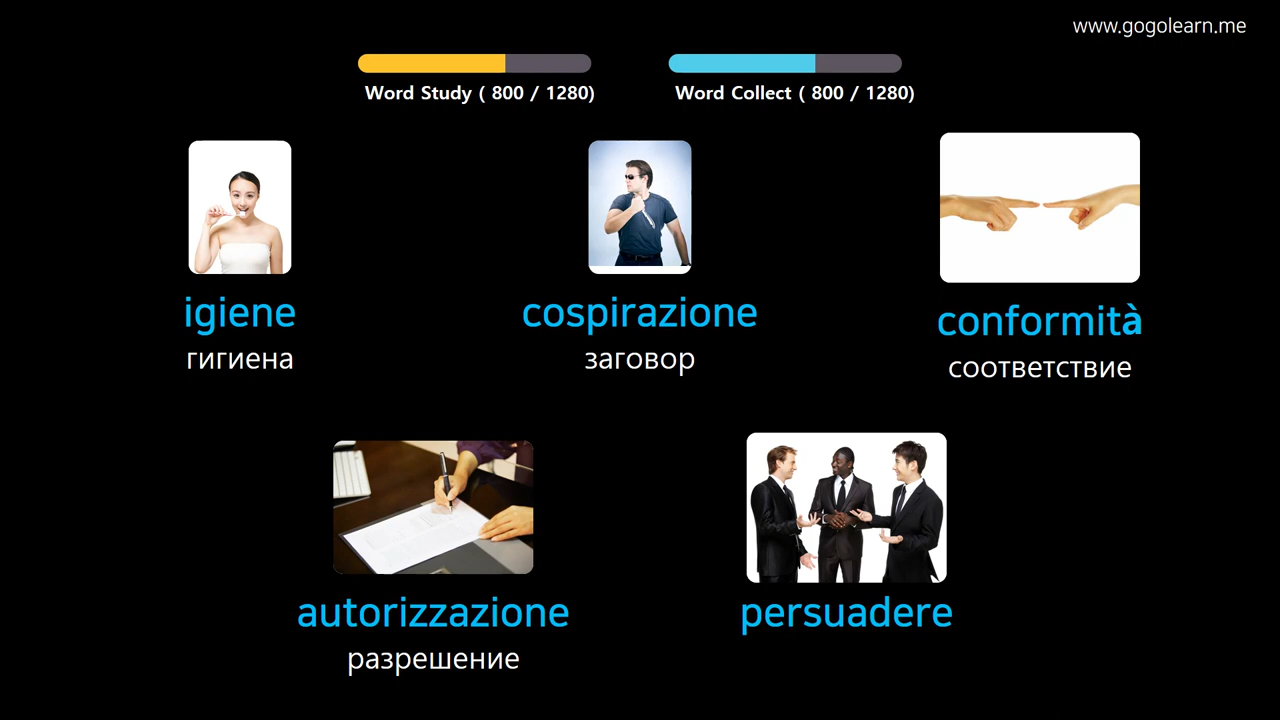 www.gogolearn.me
Word Study ( 800 / 1280)
Word Collect ( 800 / 1280)
igiene
гигиена
cospirazione
заговор
conformità
соответствие
autorizzazione
разрешение
persuadere